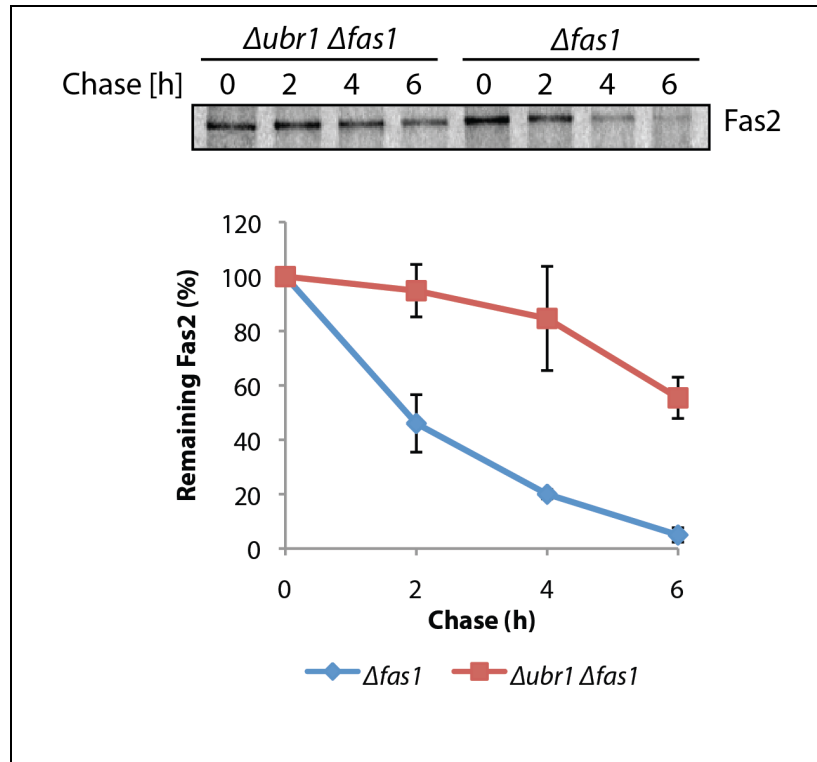 Δubr1 Δfas1 Δfas1
Chase [h] 0 2 4 6 0 2 4 6
Fas2
120
100
80
60
40
20
0
Remaining Fas2 (%)
0 2 4 6
Chase (h)
Δfas1 Δubr1 Δfas1